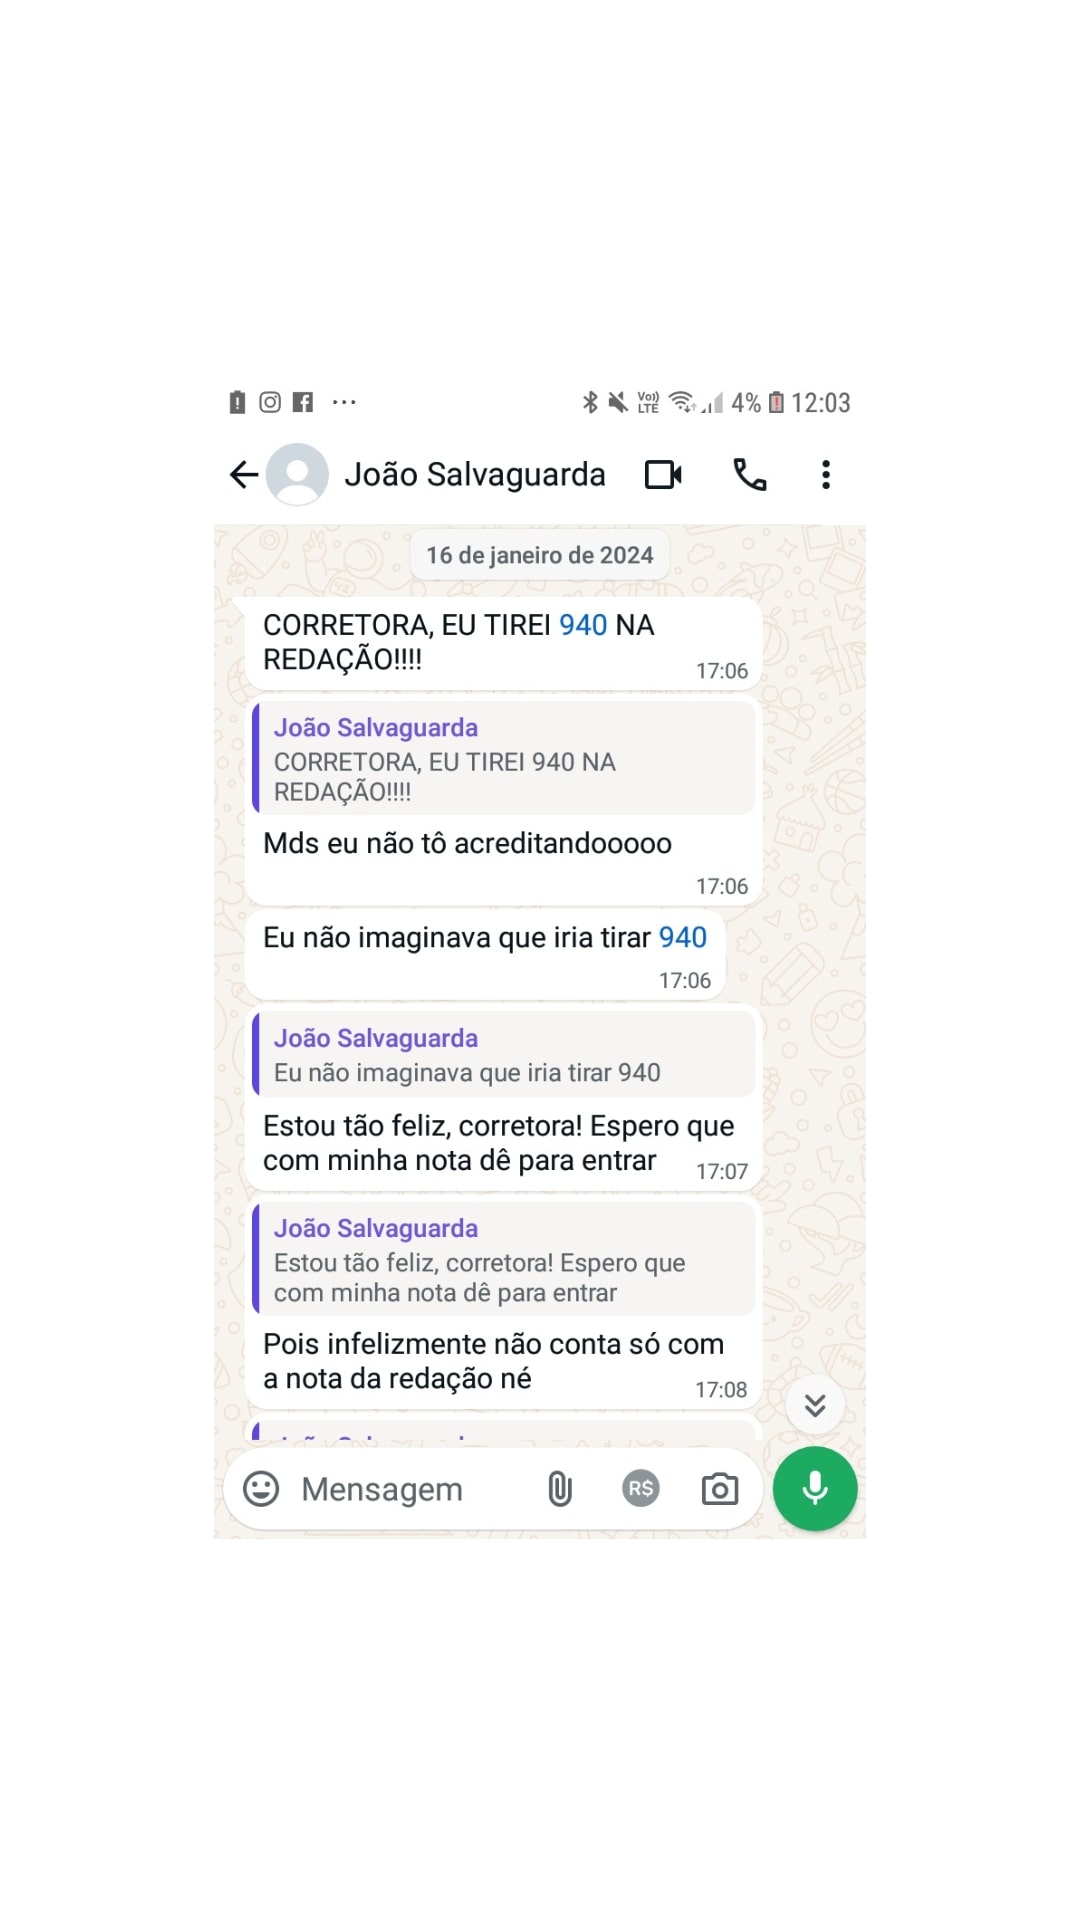 4% 12:03
João Salvaguarda
16 de janeiro de 2024
CORRETORA, EU TIREI 940 NA
REDAÇÃO!!!!
17:06
João Salvaguarda
CORRETORA, EU TIREI 940 NA
REDAÇÃO!!!!
Mds eu não tô acreditandooooo
17:06
Eu não imaginava que iria tirar 940
17:06
João Salvaguarda
Eu não imaginava que iria tirar 940
Estou tão feliz, corretora! Espero que
com minha nota dê para entrar
17:07
João Salvaguarda
Estou tão feliz, corretora! Espero que
com minha nota dê para entrar
Pois infelizmente não conta só com
a nota da redação né
17:08
Mensagem
R$